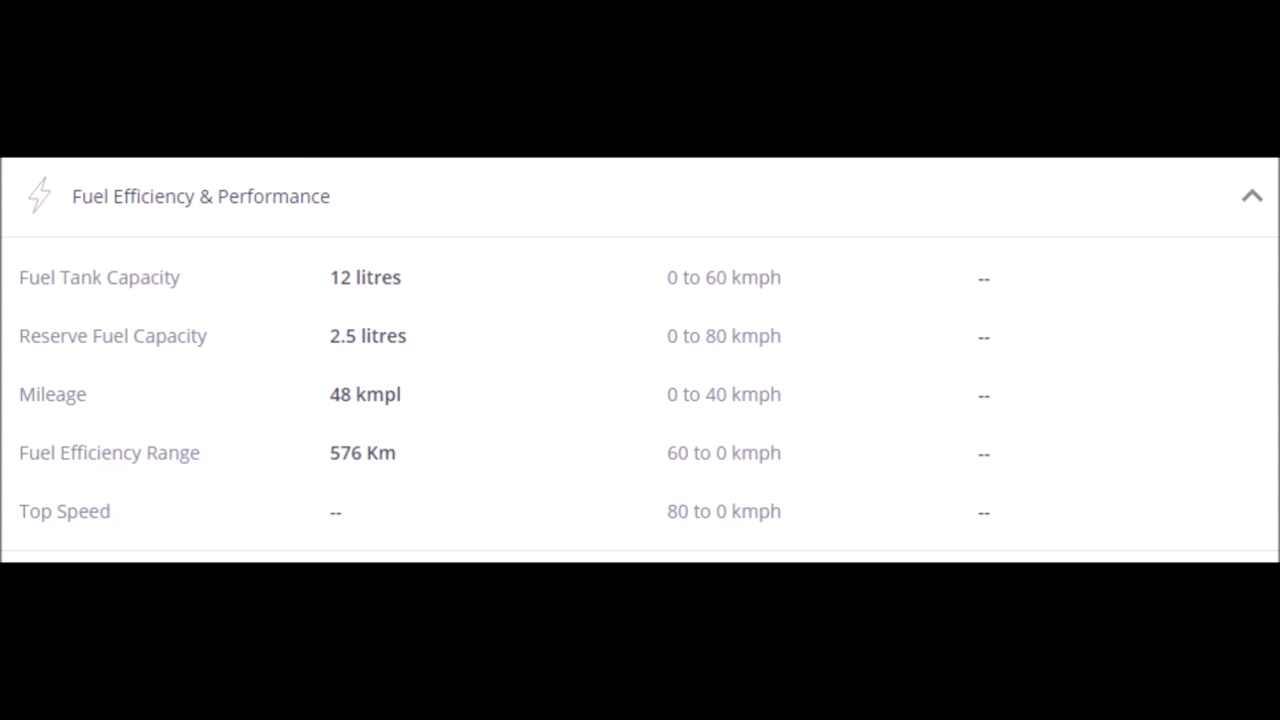 Fuel Efficiency & Performance
Fuel Tank Capacity 12 litres 0 to 60 kmph --
Reserve Fuel Capacity 2.5 litres 0 to 80 kmph --
Mileage 48 kmpl 0 to 40 kmph --
Fuel Efficiency Range 576 Km 60 to 0 kmph --
Top Speed -- 80 to 0 kmph --